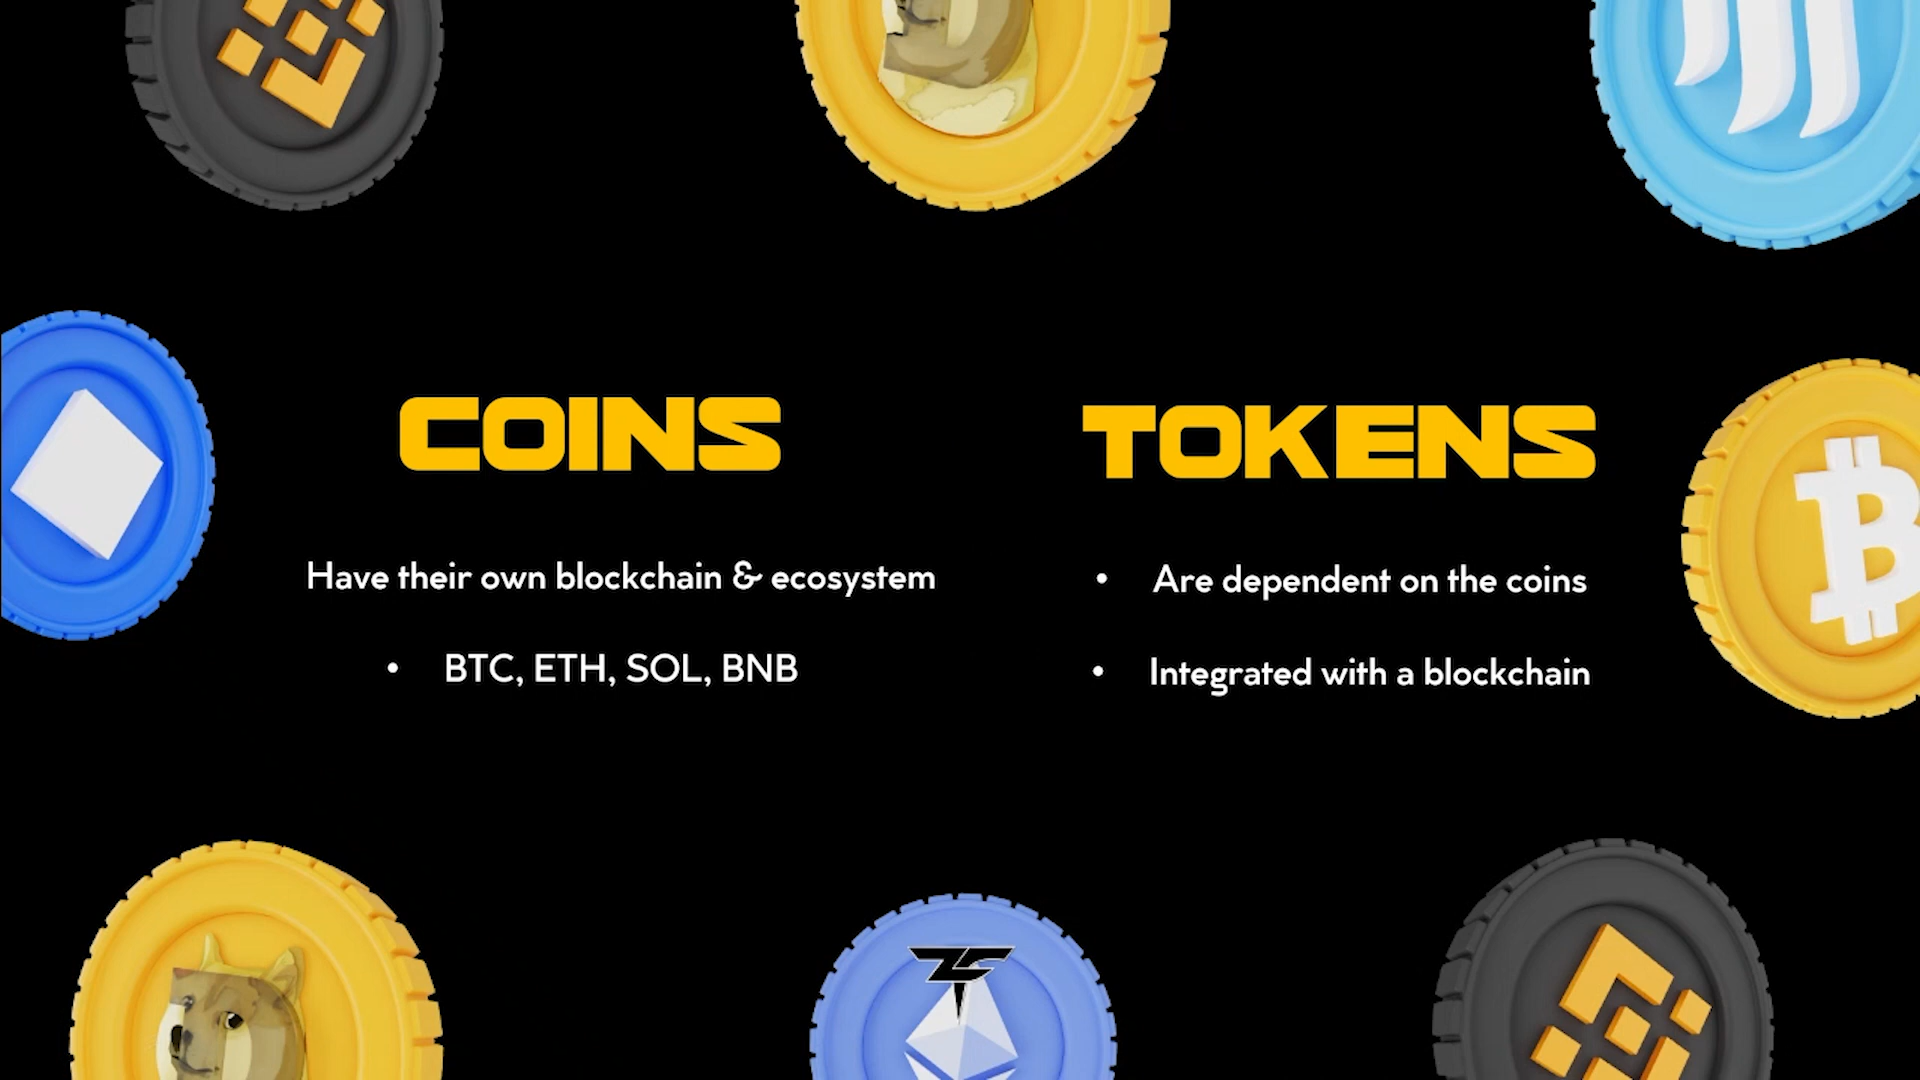 COINS
Have their own blockchain & ecosystem
• BTC, ETH, SOL, BNB
TOKENS
• Are dependent on the coins
• Integrated with a blockchain